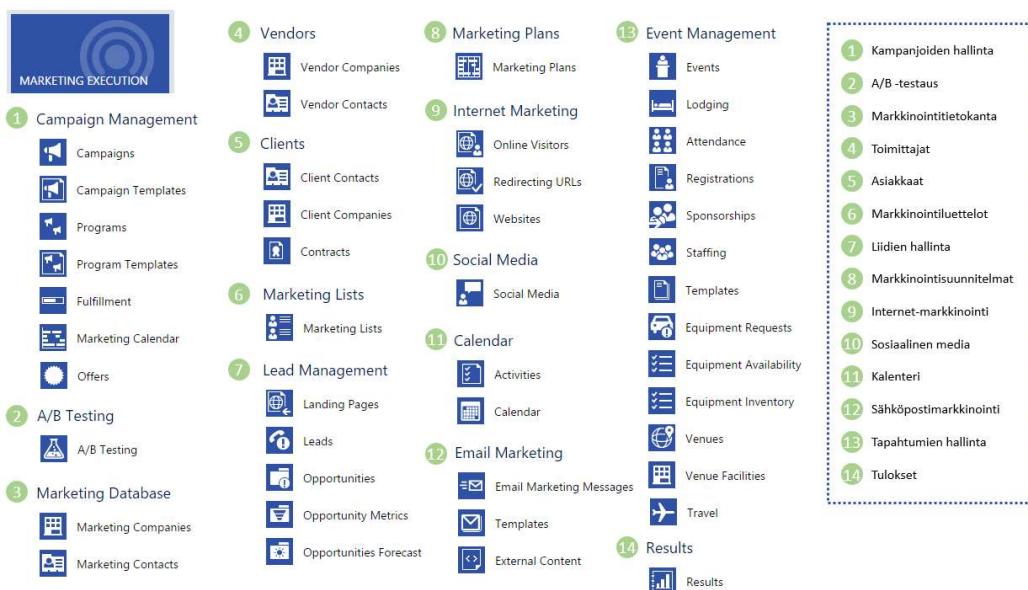 MARKETING EXECUTION
1 Campaign Management
Campaigns
Campaign Templates
Programs
Program Templates
Fulfillment
Marketing Calendar
Offers
2 A/B Testing
A/B Testing
3 Marketing Database
Marketing Companies
Marketing Contacts
4 Vendors
Vendor Companies
Vendor Contacts
5 Clients
Client Contacts
Client Companies
Contracts
6 Marketing Lists
Marketing Lists
7 Lead Management
Landing Pages
Leads
Opportunities
Opportunity Metrics
Opportunities Forecast
8 Marketing Plans
Marketing Plans
9 Internet Marketing
Online Visitors
Redirecting URLs
Websites
10 Social Media
Social Media
11 Calendar
Activities
Calendar
12 Email Marketing
Email Marketing Messages
Templates
External Content
13 Event Management
Events
Lodging
Attendance
Registrations
Sponsorships
Staffing
Templates
Equipment Requests
Equipment Availability
Equipment Inventory
Venues
Venue Facilities
Travel
14 Results
Results
1 Kampanjoiden hallinta
2 A/B -testaus
3 Markkinointitietokanta
4 Toimittajat
5 Asiakkaat
6 Markkinointiluettelot
7 Liidien hallinta
8 Markkinointisuunnitelmat
9 Internet-markkinointi
10 Sosiaalinen media
11 Kalenteri
12 Sähköpostimarkkinointi
13 Tapahtumien hallinta
14 Tulokset